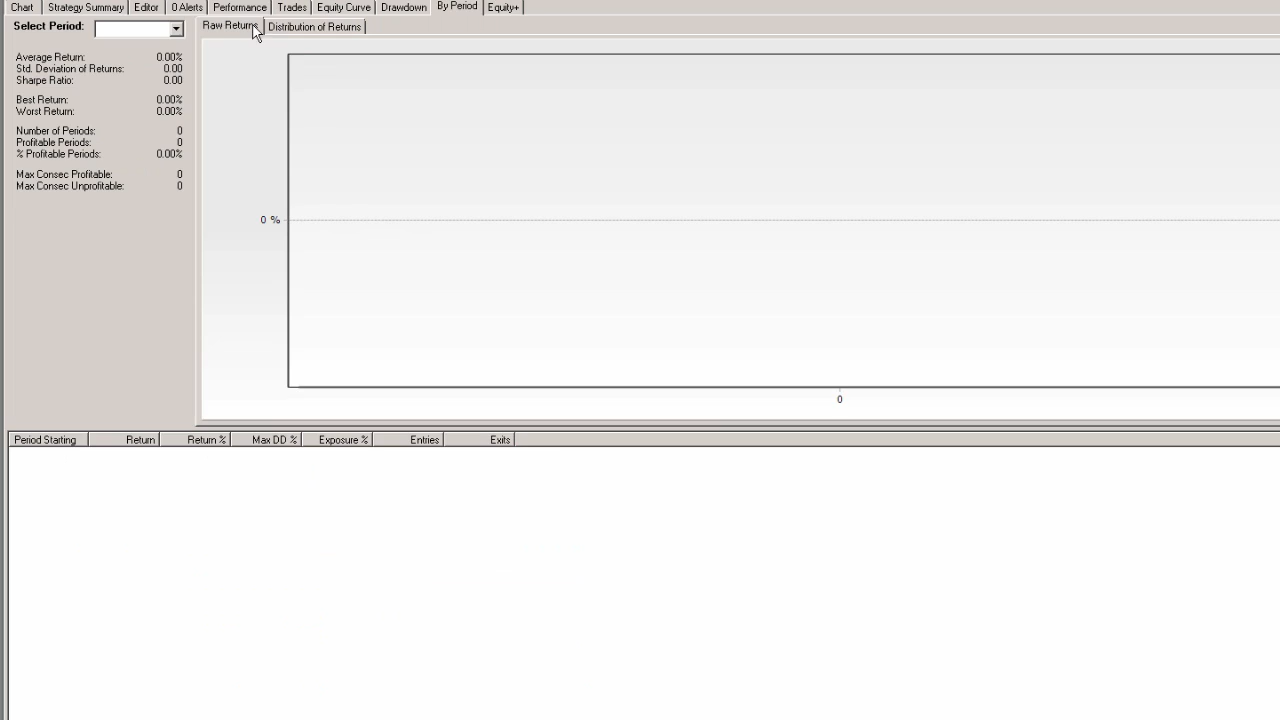 Chart Strategy Summary Editor 0 Alerts Performance Trades Equity Curve Drawdown By Period Equity+
Select Period:
Raw Returns Distribution of Returns
Average Return: 0.00%
Std. Deviation of Returns: 0.00
Sharpe Ratio: 0.00
Best Return: 0.00%
Worst Return: 0.00%
Number of Periods: 0
Profitable Periods: 0
% Profitable Periods: 0.00%
Max Consec Profitable: 0
Max Consec Unprofitable: 0
0 %
0
Period Starting Return Return % Max DD % Exposure % Entries Exits